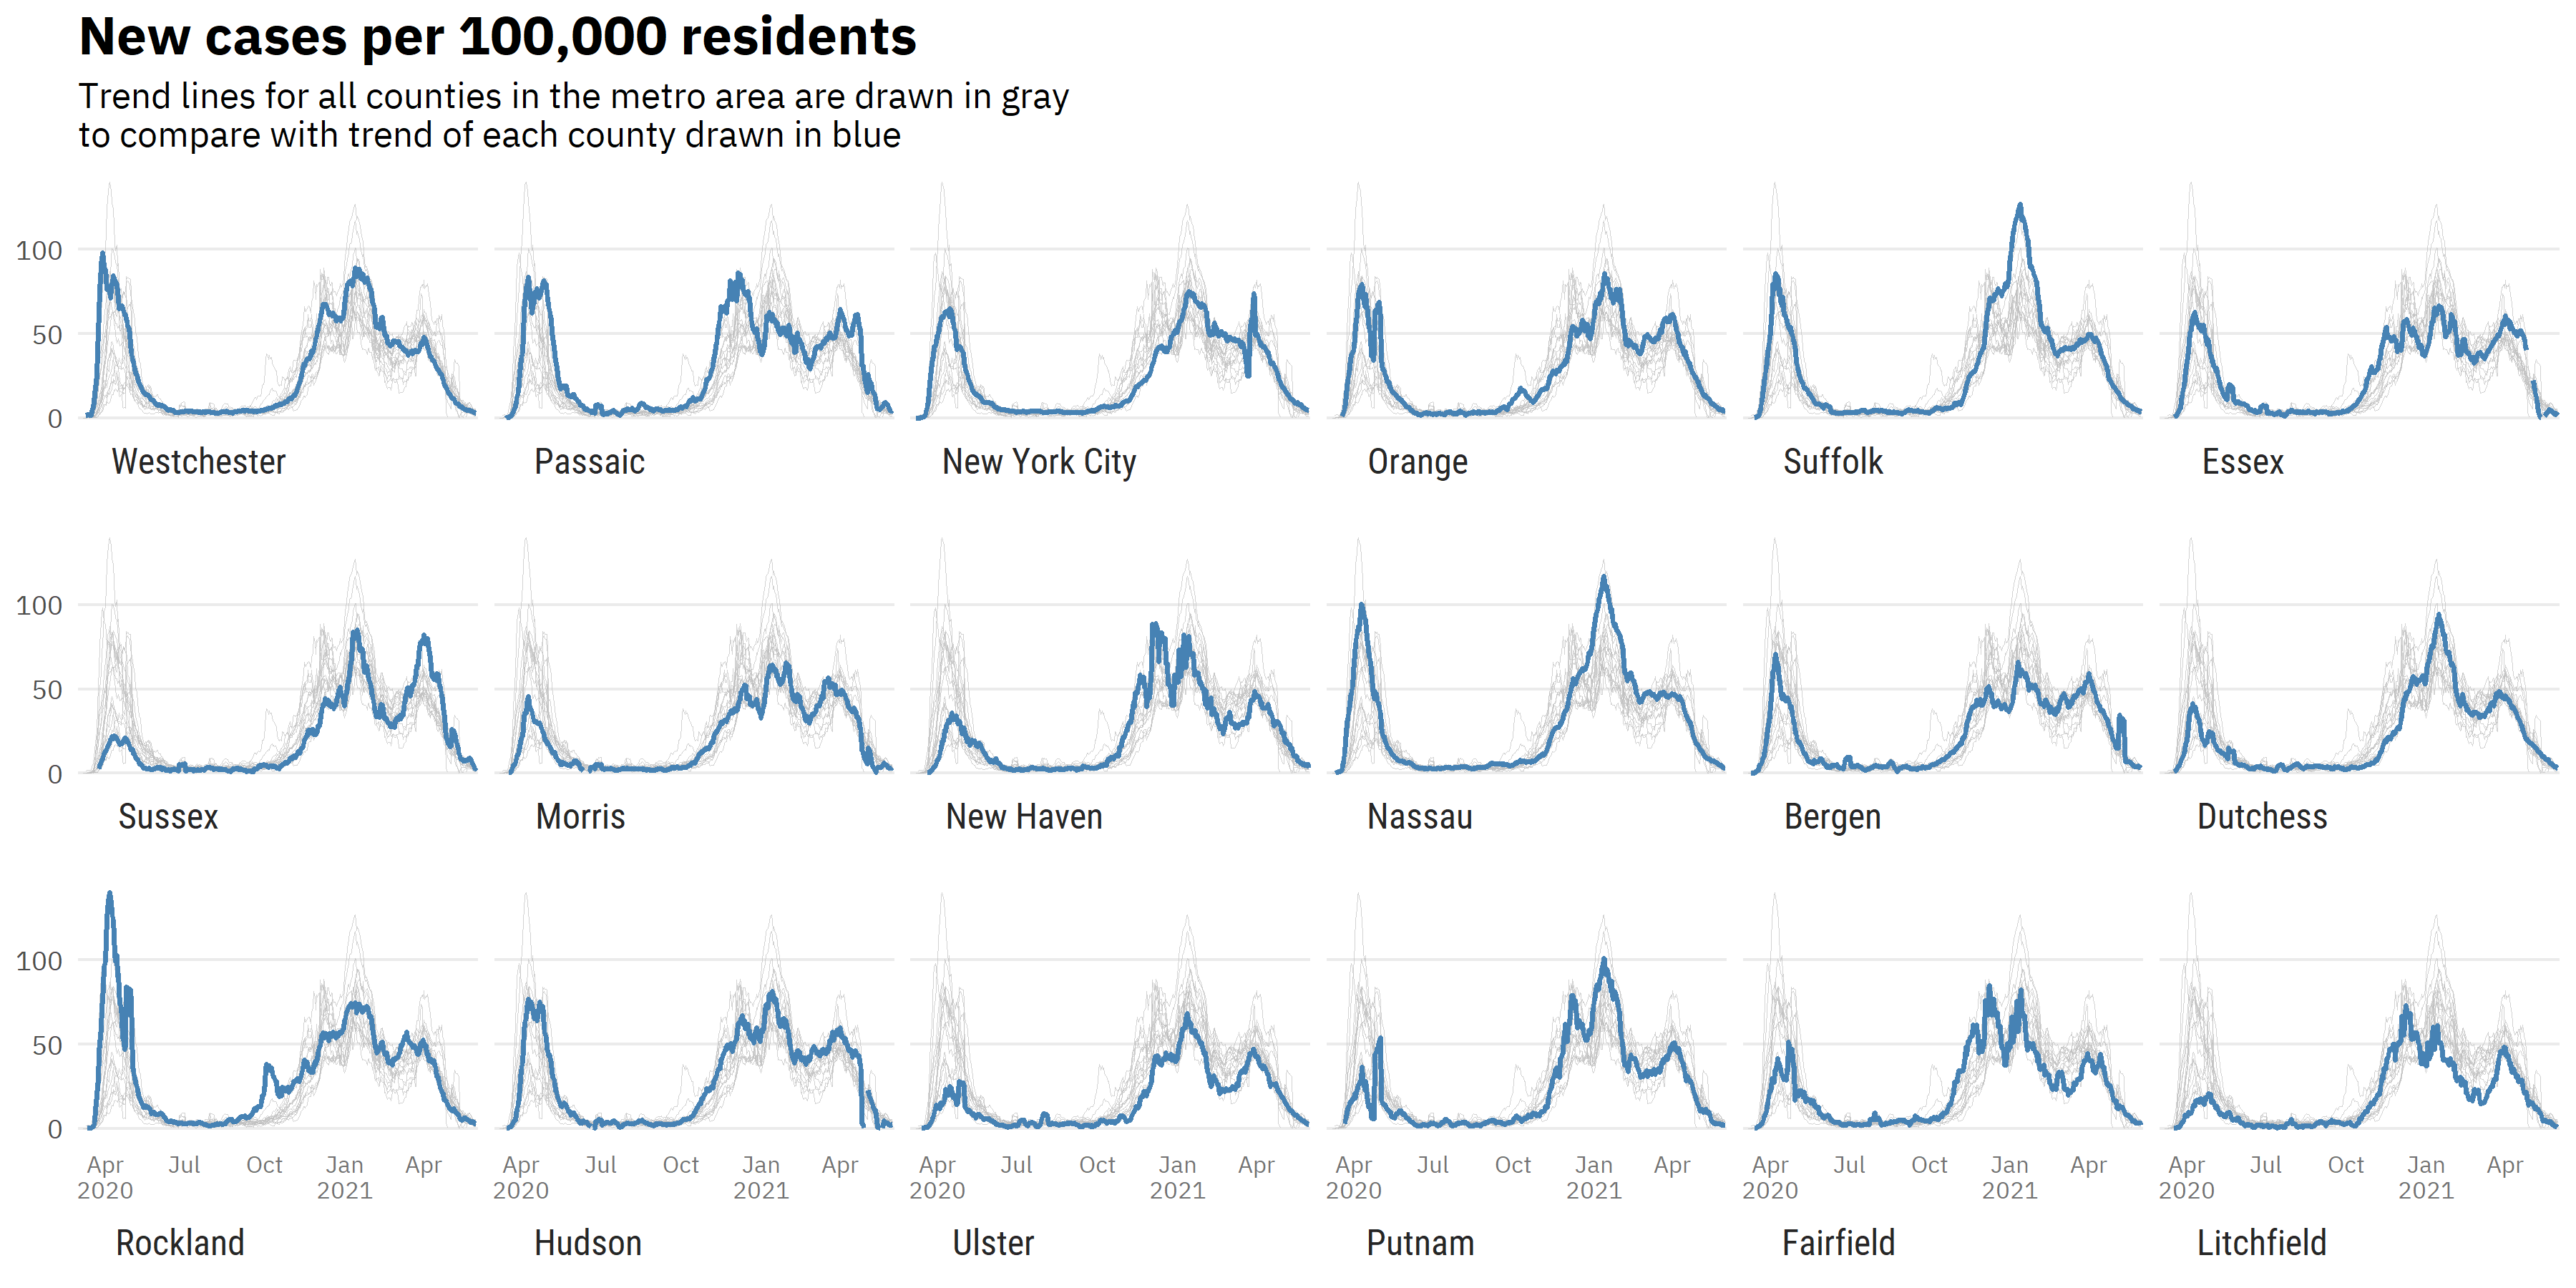 New cases per 100,000 residents
Trend lines for all counties in the metro area are drawn in gray
to compare with trend of each county drawn in blue
100
50
0
Westchester Passaic New York City Orange Suffolk Essex
100
50
0
Sussex Morris New Haven Nassau Bergen Dutchess
100
50
0
Apr Jul Oct Jan Apr Apr Jul Oct Jan Apr Apr Jul Oct Jan Apr Apr Jul Oct Jan Apr Apr Jul Oct Jan Apr Apr Jul Oct Jan Apr
2020 2021 2020 2021 2020 2021 2020 2021 2020 2021 2020 2021
Rockland Hudson Ulster Putnam Fairfield Litchfield